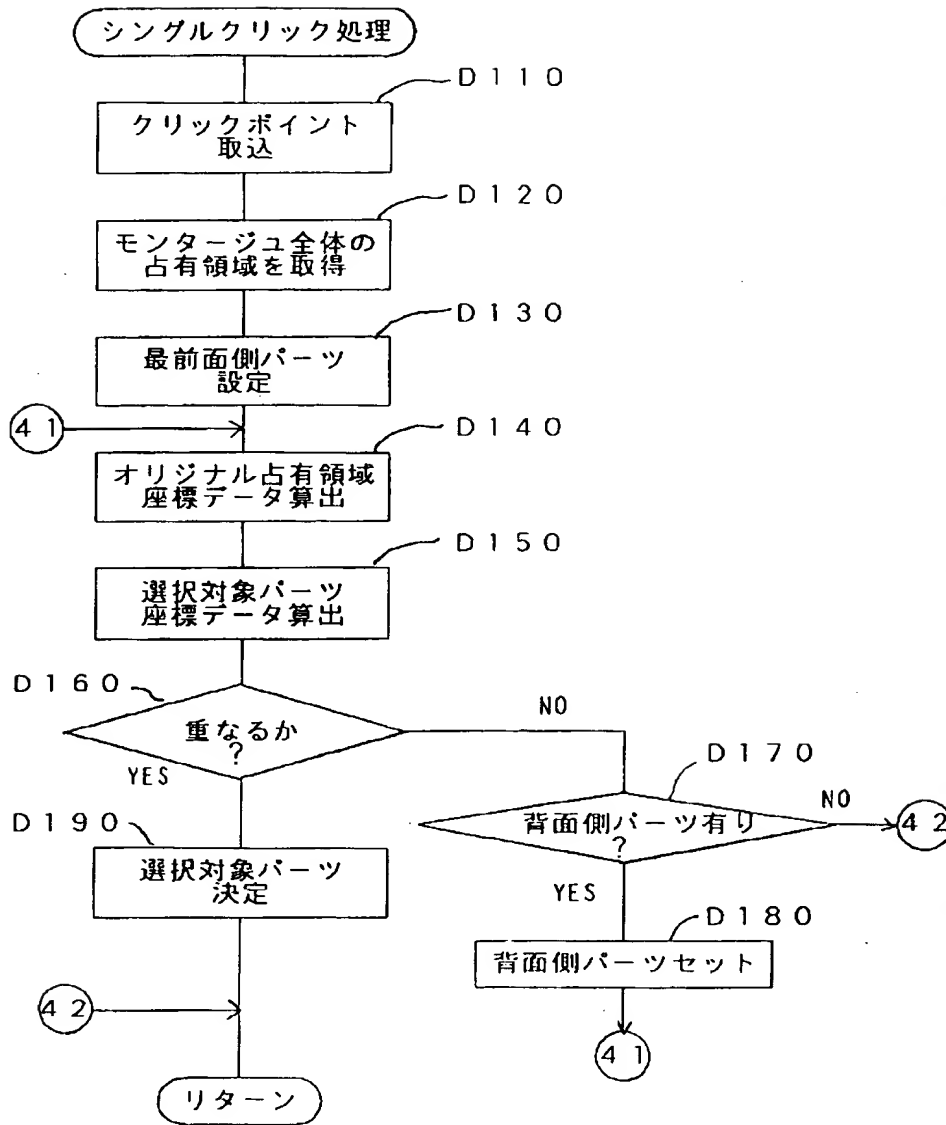 シングルクリック処理
D110
クリックポイント
取込
D120
モンタージュ全体の
占有領域を取得
D130
最前面側パーツ
設定
41
D140
オリジナル占有領域
座標データ算出
D150
選択対象パーツ
座標データ算出
D160
重なるか
?
NO
YES
D170
背面側パーツ有り
?
NO
42
YES
D190
選択対象パーツ
決定
D180
背面側パーツセット
42
41
リターン